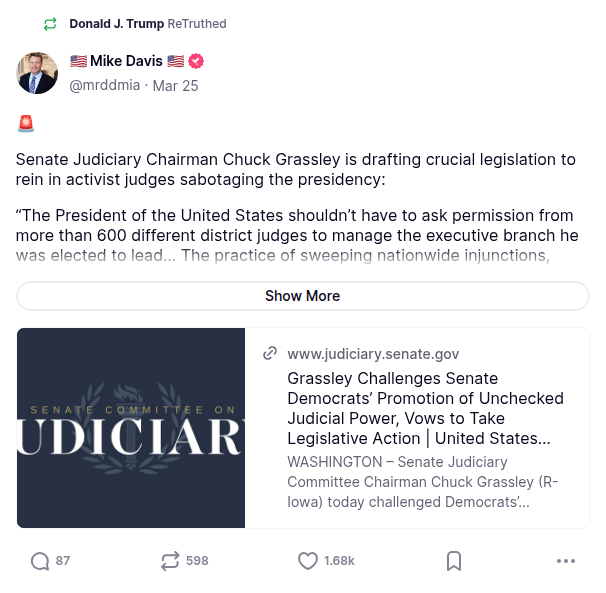 Donald J. Trump ReTruthed
Mike Davis
@mrddmia · Mar 25
Senate Judiciary Chairman Chuck Grassley is drafting crucial legislation to
rein in activist judges sabotaging the presidency:
“The President of the United States shouldn’t have to ask permission from
more than 600 different district judges to manage the executive branch he
was elected to lead... The practice of sweeping nationwide injunctions,
Show More
SENATE COMMITTEE ON
UDICIAR
www.judiciary.senate.gov
Grassley Challenges Senate
Democrats’ Promotion of Unchecked
Judicial Power, Vows to Take
Legislative Action | United States...
WASHINGTON – Senate Judiciary
Committee Chairman Chuck Grassley (R-
Iowa) today challenged Democrats’...
87
598
1.68k